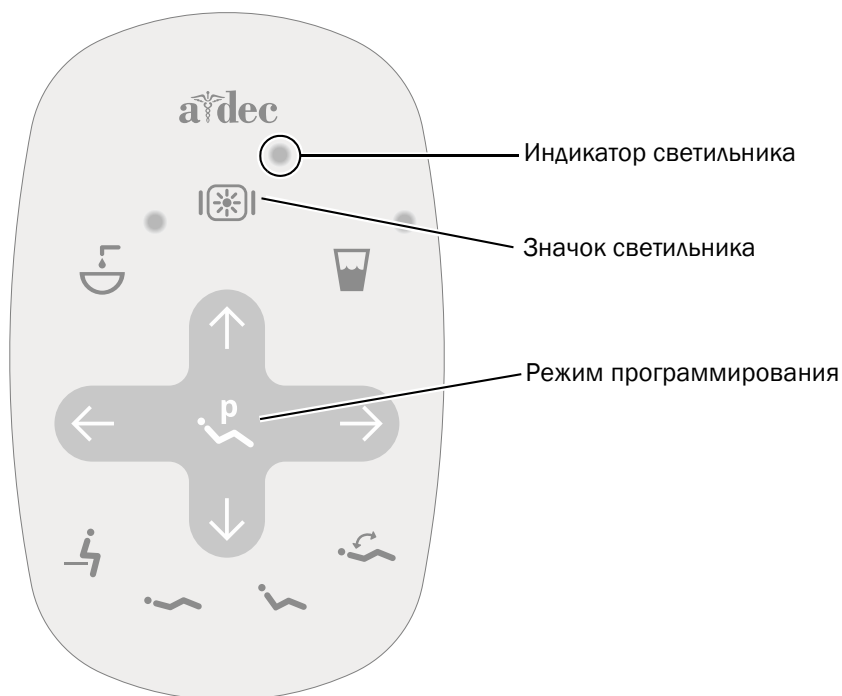 a dec
Индикатор светильника
Значок светильника
Режим программирования
p